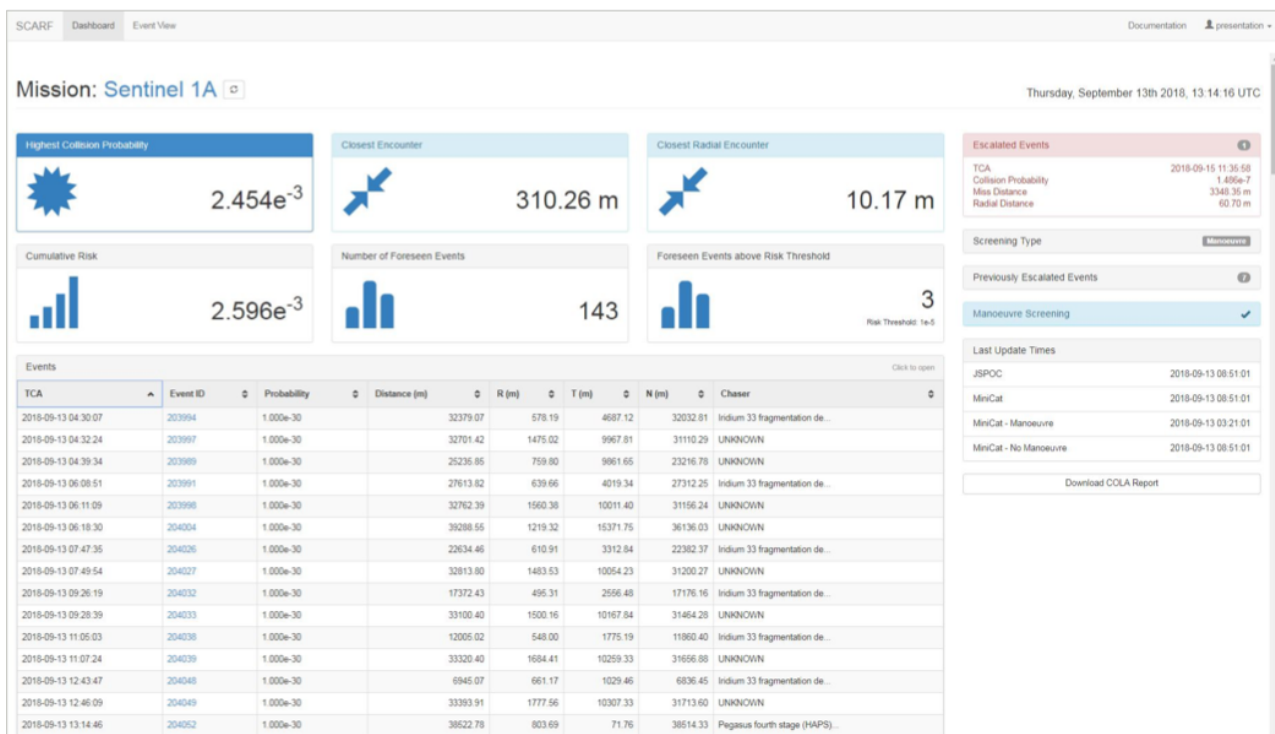 SCARF Dashboard Event View Documentation presentation
Mission: Sentinel 1A
Thursday, September 13th 2018, 13:14:16 UTC
Highest Collision Probability
2.454e-3
Closest Encounter
310.26 m
Closest Radial Encounter
10.17 m
Cumulative Risk
2.596e-3
Number of Foreseen Events
143
Foreseen Events above Risk Threshold
3
Risk Threshold: 1e-5
Escalated Events 1
TCA 2018-09-15 11:35:58
Collision Probability 1.486e-7
Miss Distance 3348.35 m
Radial Distance 60.70 m
Screening Type Manoeuvre
Previously Escalated Events 7
Manoeuvre Screening
Last Update Times
JSPOC 2018-09-13 08:51:01
MiniCat 2018-09-13 08:51:01
MiniCat - Manoeuvre 2018-09-13 03:21:01
MiniCat - No Manoeuvre 2018-09-13 08:51:01
Download COLA Report
Events Click to open
TCA Event ID Probability Distance (m) R (m) T (m) N (m) Chaser
2018-09-13 04:30:07 203994 1.000e-30 32379.07 578.19 4687.12 32032.81 Iridium 33 fragmentation de...
2018-09-13 04:32:24 203997 1.000e-30 32701.42 1475.02 9967.81 31110.29 UNKNOWN
2018-09-13 04:39:34 203989 1.000e-30 25235.85 759.80 9861.65 23216.78 UNKNOWN
2018-09-13 06:08:51 203991 1.000e-30 27613.82 639.66 4019.34 27312.25 Iridium 33 fragmentation de...
2018-09-13 06:11:09 203998 1.000e-30 32762.39 1560.38 10011.40 31156.24 UNKNOWN
2018-09-13 06:18:30 204004 1.000e-30 39288.55 1219.32 15371.75 36136.03 UNKNOWN
2018-09-13 07:47:35 204026 1.000e-30 22634.46 610.91 3312.84 22382.37 Iridium 33 fragmentation de...
2018-09-13 07:49:54 204027 1.000e-30 32813.80 1483.53 10054.23 31200.27 UNKNOWN
2018-09-13 09:26:19 204032 1.000e-30 17372.43 495.31 2556.48 17176.16 Iridium 33 fragmentation de...
2018-09-13 09:28:39 204033 1.000e-30 33100.40 1500.16 10167.84 31464.28 UNKNOWN
2018-09-13 11:05:03 204038 1.000e-30 12005.02 548.00 1775.19 11860.40 Iridium 33 fragmentation de...
2018-09-13 11:07:24 204039 1.000e-30 33320.40 1684.41 10259.33 31656.88 UNKNOWN
2018-09-13 12:43:47 204048 1.000e-30 6945.07 661.17 1029.46 6836.45 Iridium 33 fragmentation de...
2018-09-13 12:46:09 204049 1.000e-30 33393.91 1777.56 10307.33 31713.60 UNKNOWN
2018-09-13 13:14:46 204052 1.000e-30 38522.78 803.69 71.76 38514.33 Pegasus fourth stage (HAPS)...